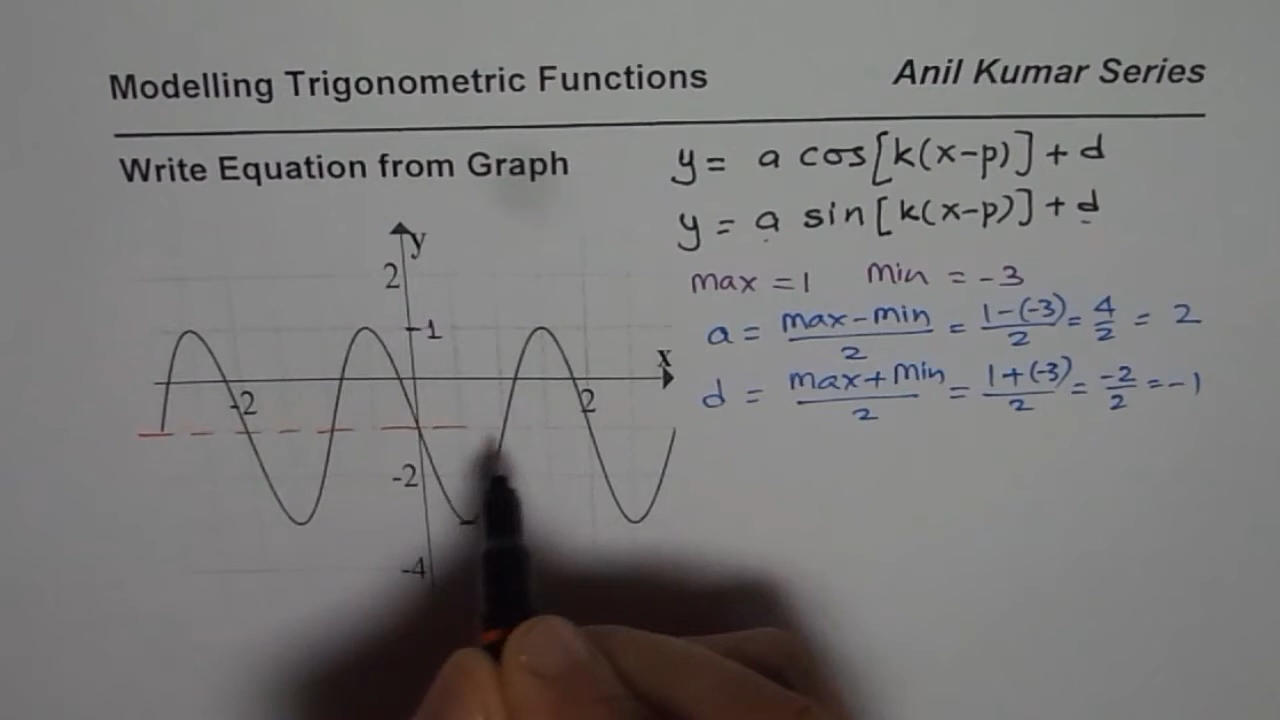 Modelling Trigonometric Functions
Anil Kumar Series
Write Equation from Graph
y = a cos[k(x-p)] + d
y = a sin[k(x-p)] + d
max = 1 min = -3
a = max-min/2 = 1-(-3)/2 = 4/2 = 2
d = max+min/2 = 1+(-3)/2 = -2/2 = -1
y
2
1
x
-2
2
-2
-4